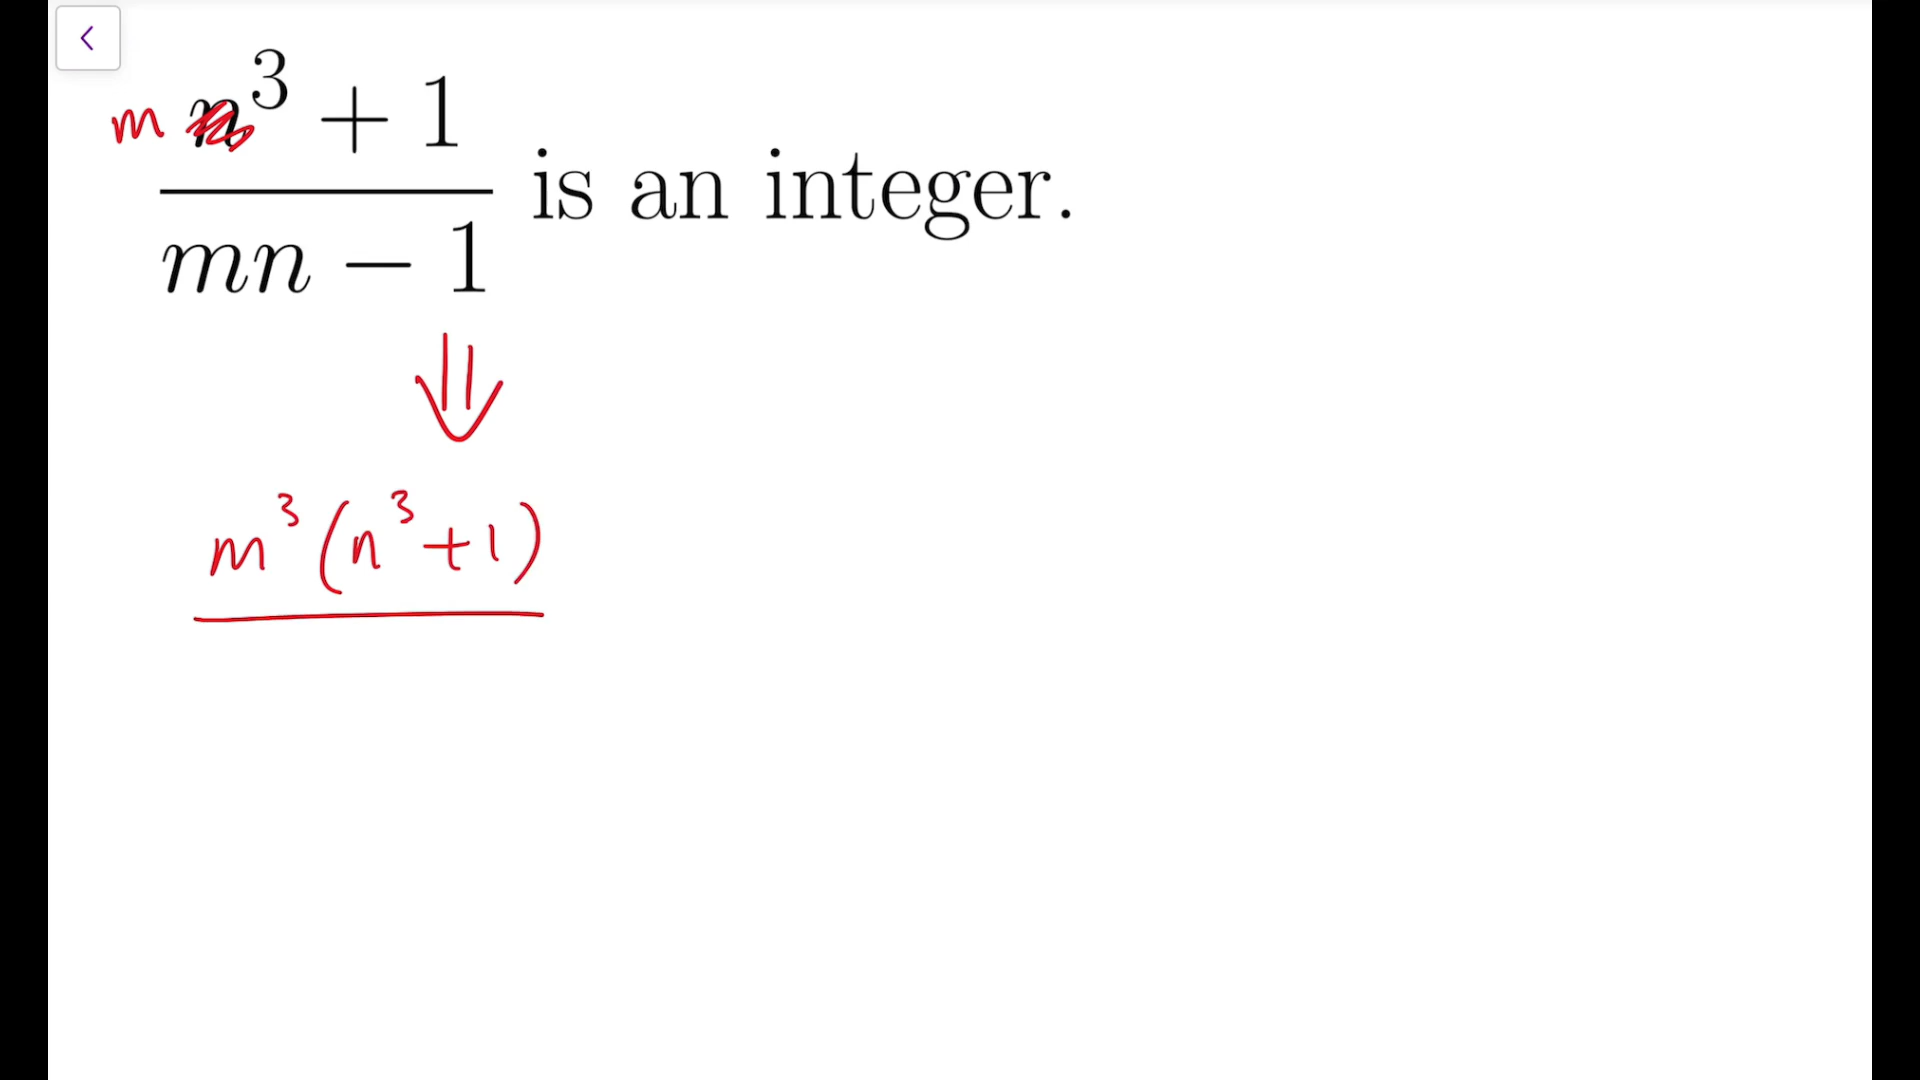 m n³ + 1
mn − 1
is an integer.
⇓
m³(n³+1)